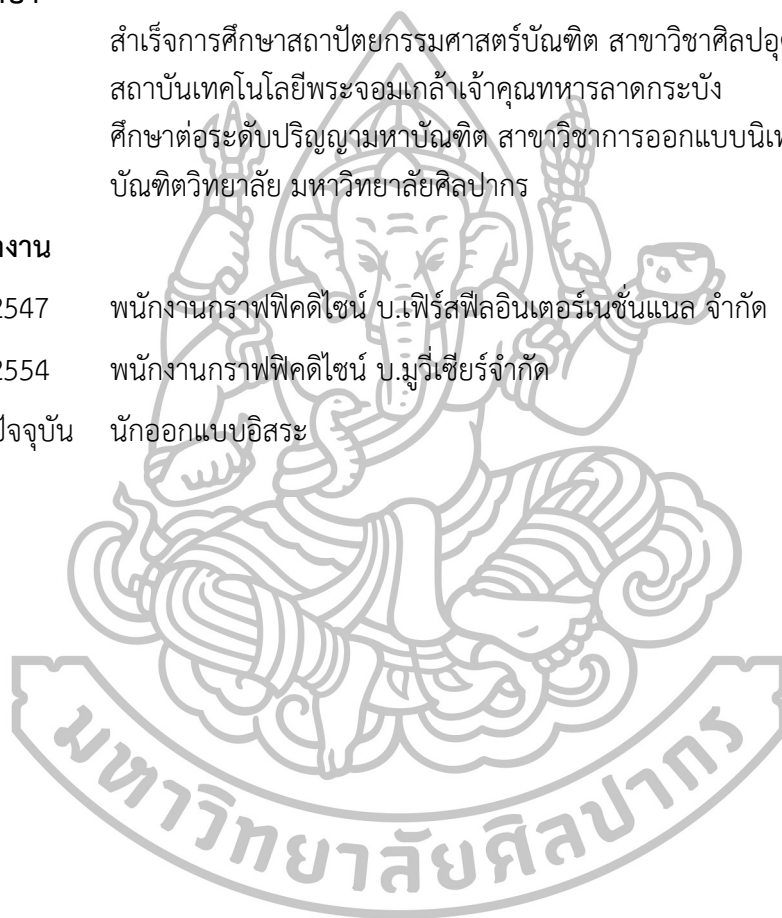 สำเร็จการศึกษาสถาปัตยกรรมศาสตร์บัณฑิต สาขาวิชา
สถาบันเทคโนโลยีพระจอมเกล้าเจ้าคุณทหารลาดกระบัง
ศึกษาต่อระดับปริญญามหาบัณฑิต สาขาวิชาการออกแบบ
บัณฑิตวิทยาลัย มหาวิทยาลัยศิลปากร
2547 พนักงานกราฟฟิคดีไซน์ บ.เฟิร์สฟีลอินเตอร์เนชั่นแนล จำกัด
2554 พนักงานกราฟฟิคดีไซน์ บ.มูวี่เซียร์จำกัด
ปัจจุบัน นักออกแบบอิสระ
มหาวิทยาลัยศิลปากร